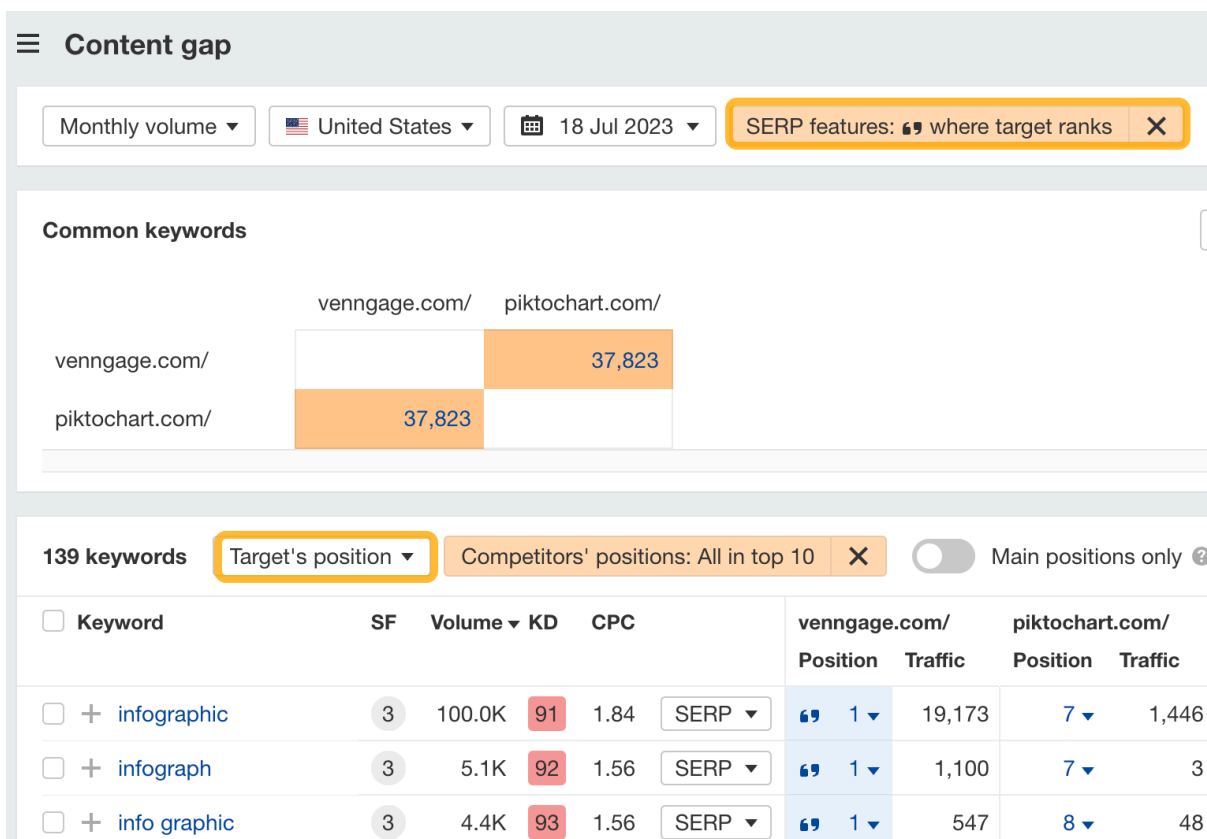 Content gap
Monthly volume United States 18 Jul 2023 SERP features: where target ranks
Common keywords
venngage.com/ piktochart.com/
venngage.com/ 37,823
piktochart.com/ 37,823
139 keywords Target's position Competitors' positions: All in top 10 Main positions only ?
Keyword SF Volume KD CPC venngage.com/ piktochart.com/
Position Traffic Position Traffic
infographic 3 100.0K 91 1.84 SERP 1 19,173 7 1,446
infograph 3 5.1K 92 1.56 SERP 1 1,100 7 3
info graphic 3 4.4K 93 1.56 SERP 1 547 8 48